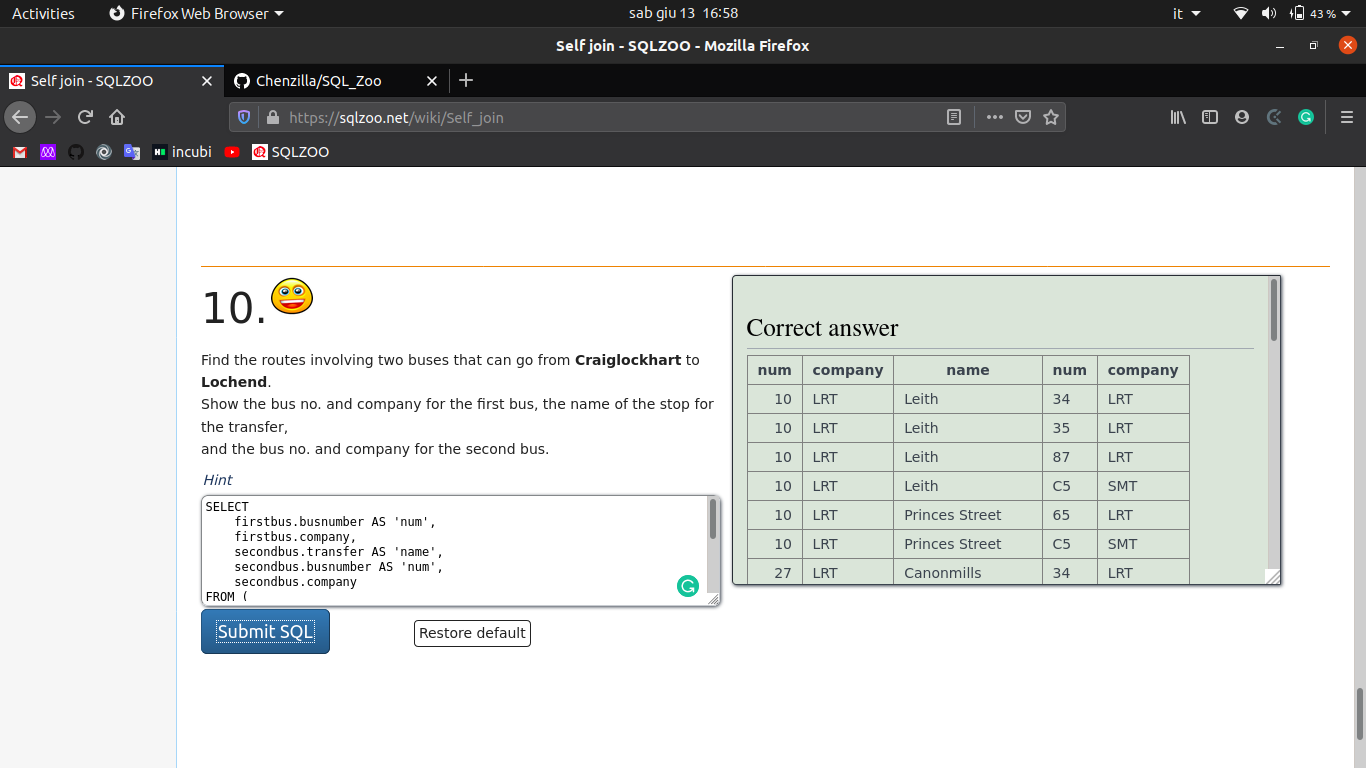 Activities Firefox Web Browser sab giu 13 16:58 it 43 %
Self join - SQLZOO - Mozilla Firefox
Self join - SQLZOO Chenzilla/SQL_Zoo
https://sqlzoo.net/wiki/Self_join
incubi SQLZOO
10.
Find the routes involving two buses that can go from Craiglockhart to
Lochend.
Show the bus no. and company for the first bus, the name of the stop for
the transfer,
and the bus no. and company for the second bus.
Hint
SELECT
firstbus.busnumber AS 'num',
firstbus.company,
secondbus.transfer AS 'name',
secondbus.busnumber AS 'num',
secondbus.company
FROM (
Submit SQL Restore default
Correct answer
num company name num company
10 LRT Leith 34 LRT
10 LRT Leith 35 LRT
10 LRT Leith 87 LRT
10 LRT Leith C5 SMT
10 LRT Princes Street 65 LRT
10 LRT Princes Street C5 SMT
27 LRT Canonmills 34 LRT